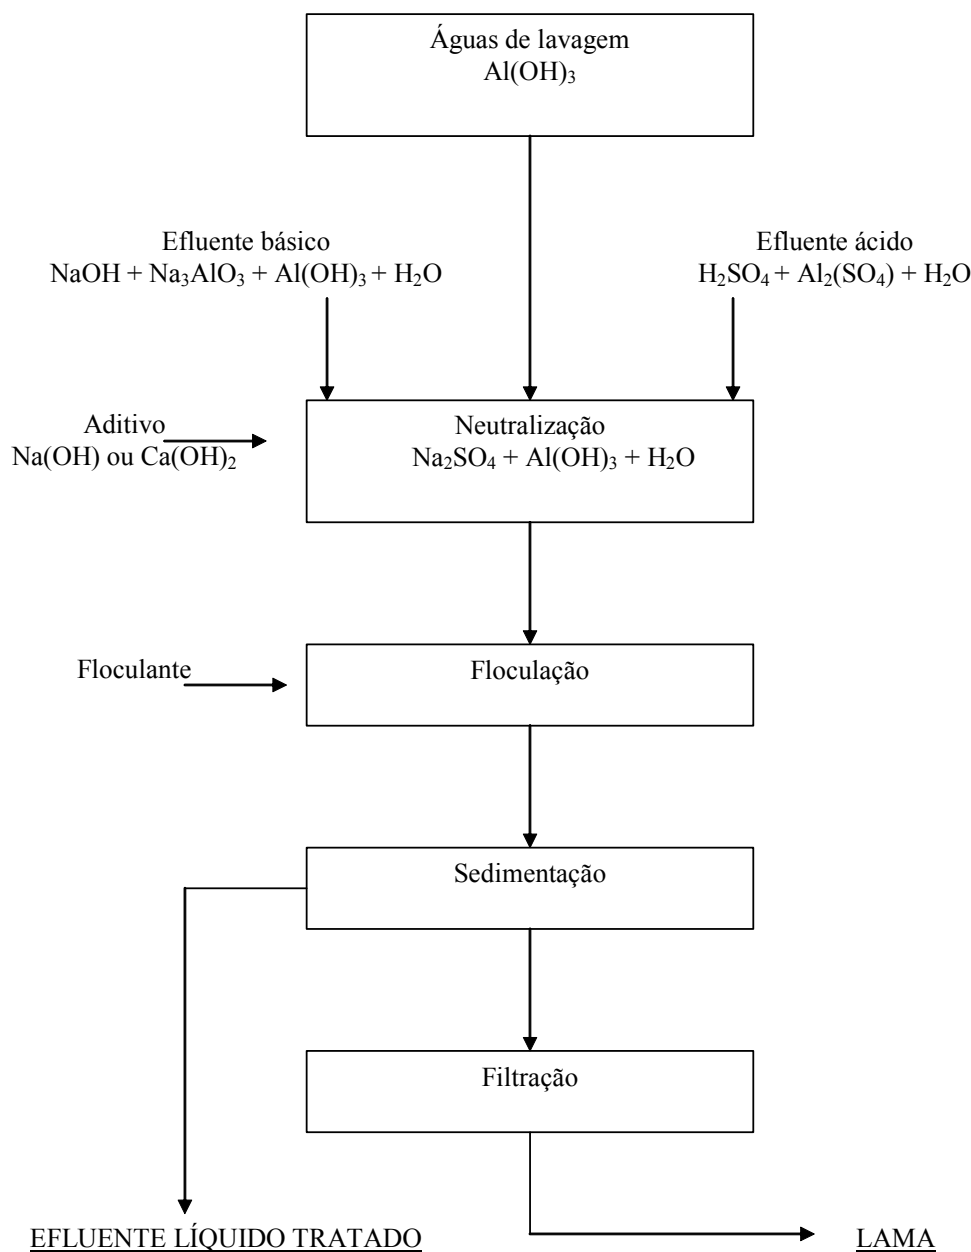 Águas de lavagem
Al(OH)₃
Efluente básico
NaOH + Na₃AlO₃ + Al(OH)₃ + H₂O
Efluente ácido
H₂SO₄ + Al₂(SO₄) + H₂O
Aditivo
Na(OH) ou Ca(OH)₂
Neutralização
Na₂SO₄ + Al(OH)₃ + H₂O
Floculante
Floculação
Sedimentação
Filtração
EFLUENTE LÍQUIDO TRATADO
LAMA